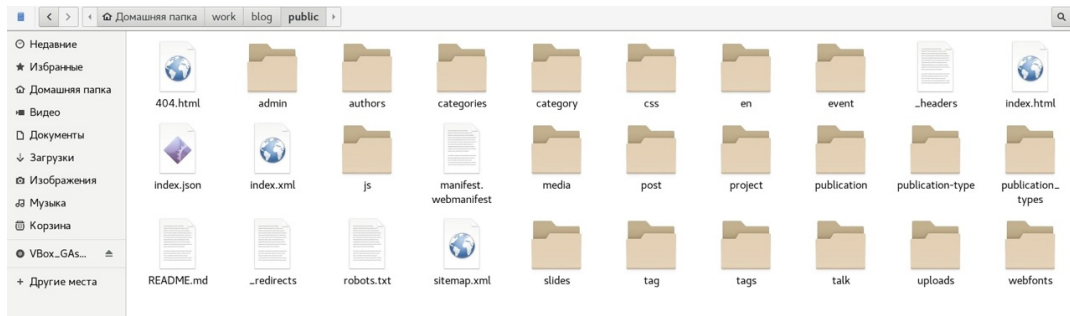 Домашняя папка work blog public
Недавние
Избранные
Домашняя папка
Видео
Документы
Загрузки
Изображения
Музыка
Корзина
VBox_GAs...
Другие места
404.html admin authors categories category css en event _headers index.html
index.json index.xml js manifest. media post project publication publication-type publication_
webmanifest types
README.md _redirects robots.txt sitemap.xml slides tag tags talk uploads webfonts